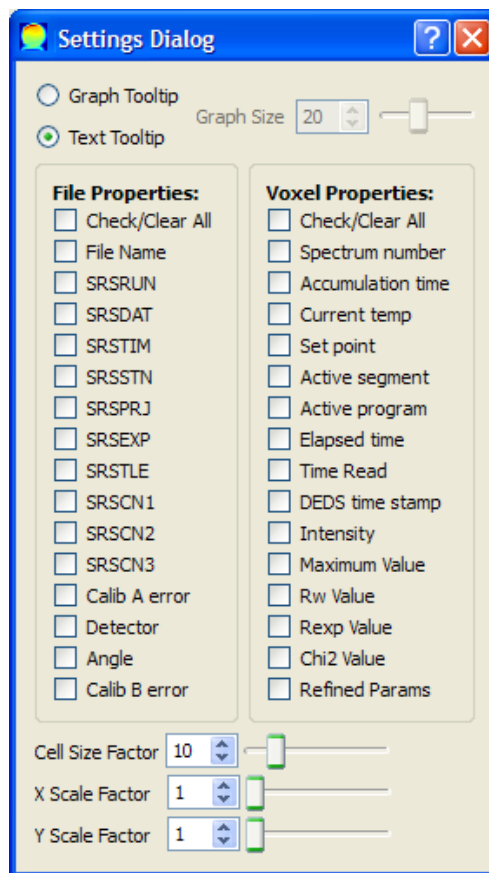 Settings Dialog
?
Graph Tooltip
Graph Size 20
Text Tooltip
File Properties:
Check/Clear All
File Name
SRSRUN
SRSDAT
SRSTIM
SRSSTN
SRSPRJ
SRSEXP
SRSTLE
SRSCN1
SRSCN2
SRSCN3
Calib A error
Detector
Angle
Calib B error
Voxel Properties:
Check/Clear All
Spectrum number
Accumulation time
Current temp
Set point
Active segment
Active program
Elapsed time
Time Read
DEDS time stamp
Intensity
Maximum Value
Rw Value
Rexp Value
Chi2 Value
Refined Params
Cell Size Factor 10
X Scale Factor 1
Y Scale Factor 1